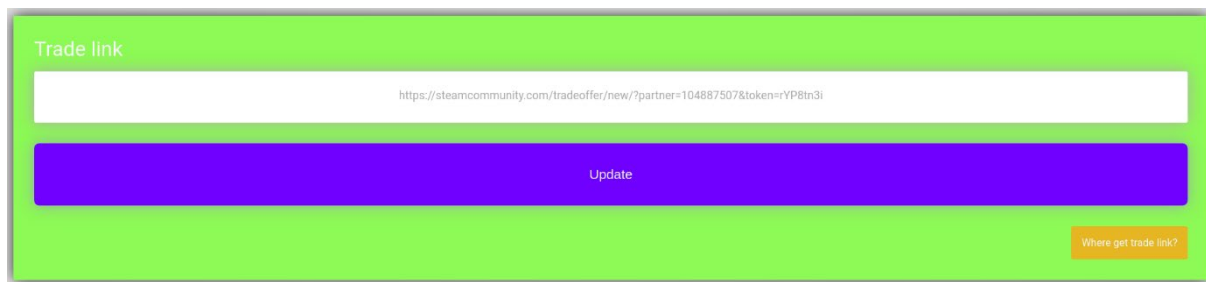 Trade link
https://steamcommunity.com/tradeoffer/new/?partner=104887507&token=rYP8tn3i
Update
Where get trade link?